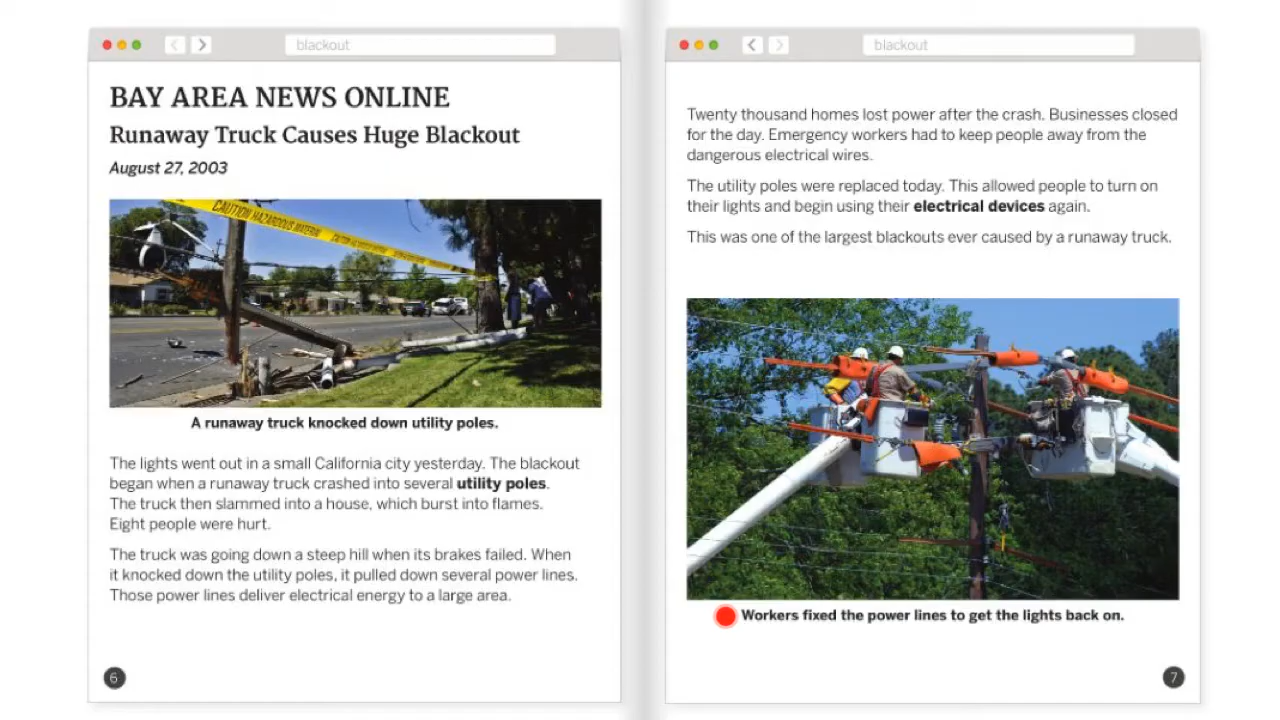 blackout
BAY AREA NEWS ONLINE
Runaway Truck Causes Huge Blackout
August 27, 2003
CAUTION HAZARDOUS MATERIAL
A runaway truck knocked down utility poles.
The lights went out in a small California city yesterday. The blackout
began when a runaway truck crashed into several utility poles.
The truck then slammed into a house, which burst into flames.
Eight people were hurt.
The truck was going down a steep hill when its brakes failed. When
it knocked down the utility poles, it pulled down several power lines.
Those power lines deliver electrical energy to a large area.
6
blackout
Twenty thousand homes lost power after the crash. Businesses closed
for the day. Emergency workers had to keep people away from the
dangerous electrical wires.
The utility poles were replaced today. This allowed people to turn on
their lights and begin using their electrical devices again.
This was one of the largest blackouts ever caused by a runaway truck.
Workers fixed the power lines to get the lights back on.
7